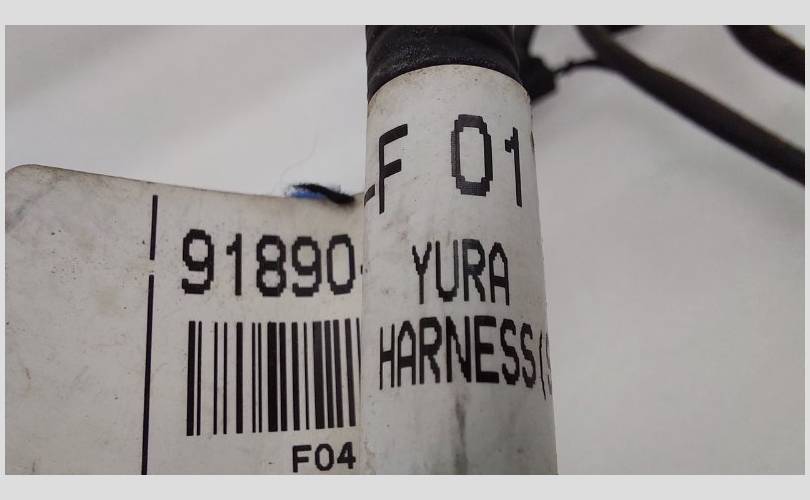 -F 01
91890-
YURA
HARNESS(
F04